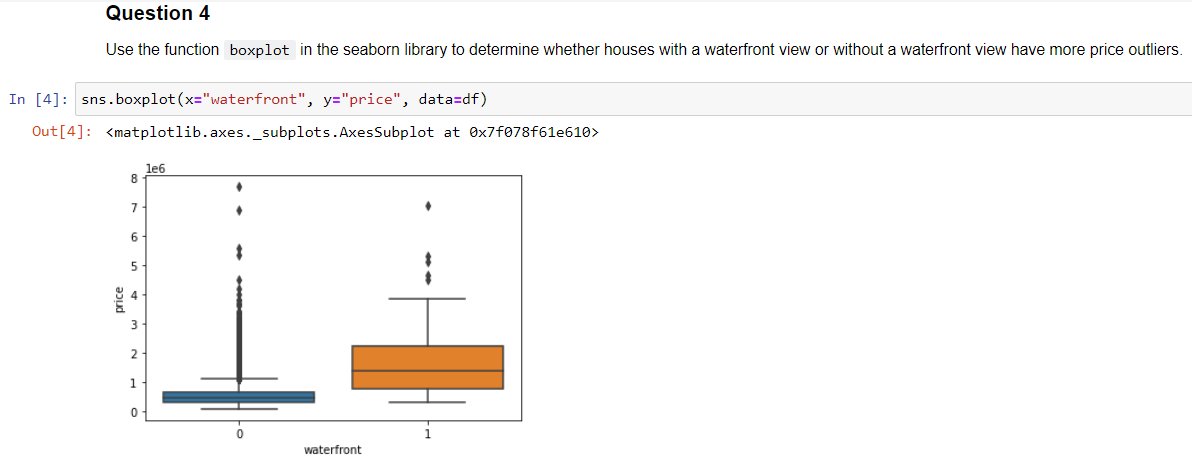 Question 4
Use the function boxplot in the seaborn library to determine whether houses with a waterfront view or without a waterfront view have more price outliers.
In [4]: sns.boxplot(x="waterfront", y="price", data=df)
Out[4]: <matplotlib.axes._subplots.AxesSubplot at 0x7f078f61e610>
1e6
8
7
6
5
4
3
2
1
0
price
0 1
waterfront